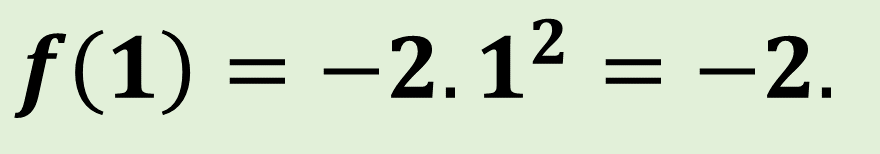 f(1) = −2. 1² = −2.